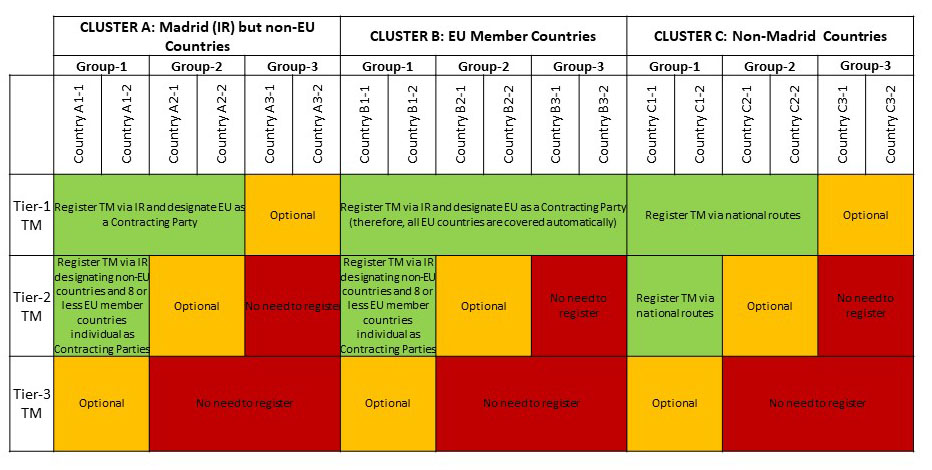 CLUSTER A: Madrid (IR) but non-EU
Countries
CLUSTER B: EU Member Countries
CLUSTER C: Non-Madrid Countries
Group-1
Group-2
Group-3
Group-1
Group-2
Group-3
Group-1
Group-2
Group-3
Country A1-1
Country A1-2
Country A2-1
Country A2-2
Country A3-1
Country A3-2
Country B1-1
Country B1-2
Country B2-1
Country B2-2
Country B3-1
Country B3-2
Country C1-1
Country C1-2
Country C2-1
Country C2-2
Country C3-1
Country C3-2
Tier-1
TM
Register TM via IR and designate EU as
a Contracting Party
Optional
Register TM via IR and designate EU as a Contracting Party
(therefore, all EU countries are covered automatically)
Register TM via national routes
Optional
Tier-2
TM
Register TM via IR
designating non-EU
countries and 8 or
less EU member
countries
individual as
Contracting Parties
Optional
No need to register
Register TM via IR
designating non-EU
countries and 8 or
less EU member
countries
individual as
Contracting Parties
Optional
No need to
register
Register TM via
national routes
Optional
No need to
register
Tier-3
TM
Optional
No need to register
Optional
No need to register
Optional
No need to register